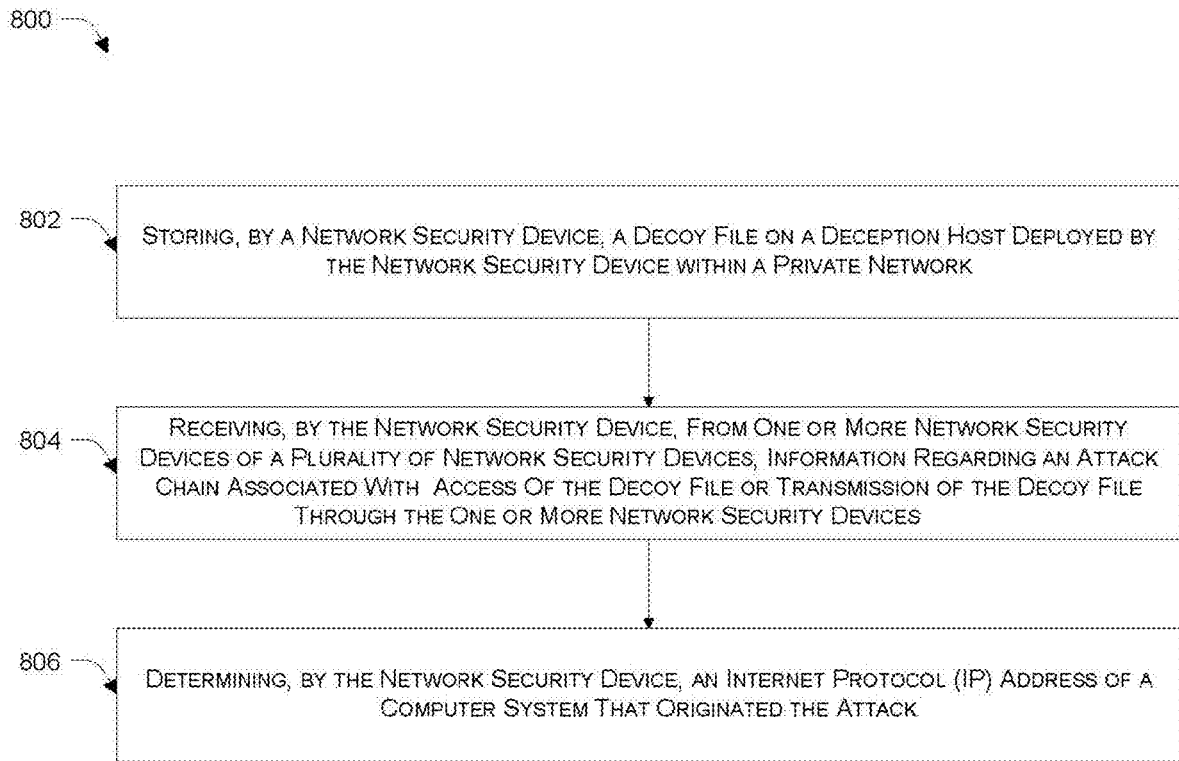 800
802
STORING, BY A NETWORK SECURITY DEVICE, A DECOY FILE ON A DECEPTION HOST DEPLOYED BY
THE NETWORK SECURITY DEVICE WITHIN A PRIVATE NETWORK
804
RECEIVING, BY THE NETWORK SECURITY DEVICE, FROM ONE OR MORE NETWORK SECURITY
DEVICES OF A PLURALITY OF NETWORK SECURITY DEVICES, INFORMATION REGARDING AN ATTACK
CHAIN ASSOCIATED WITH ACCESS OF THE DECOY FILE OR TRANSMISSION OF THE DECOY FILE
THROUGH THE ONE OR MORE NETWORK SECURITY DEVICES
806
DETERMINING, BY THE NETWORK SECURITY DEVICE, AN INTERNET PROTOCOL (IP) ADDRESS OF A
COMPUTER SYSTEM THAT ORIGINATED THE ATTACK